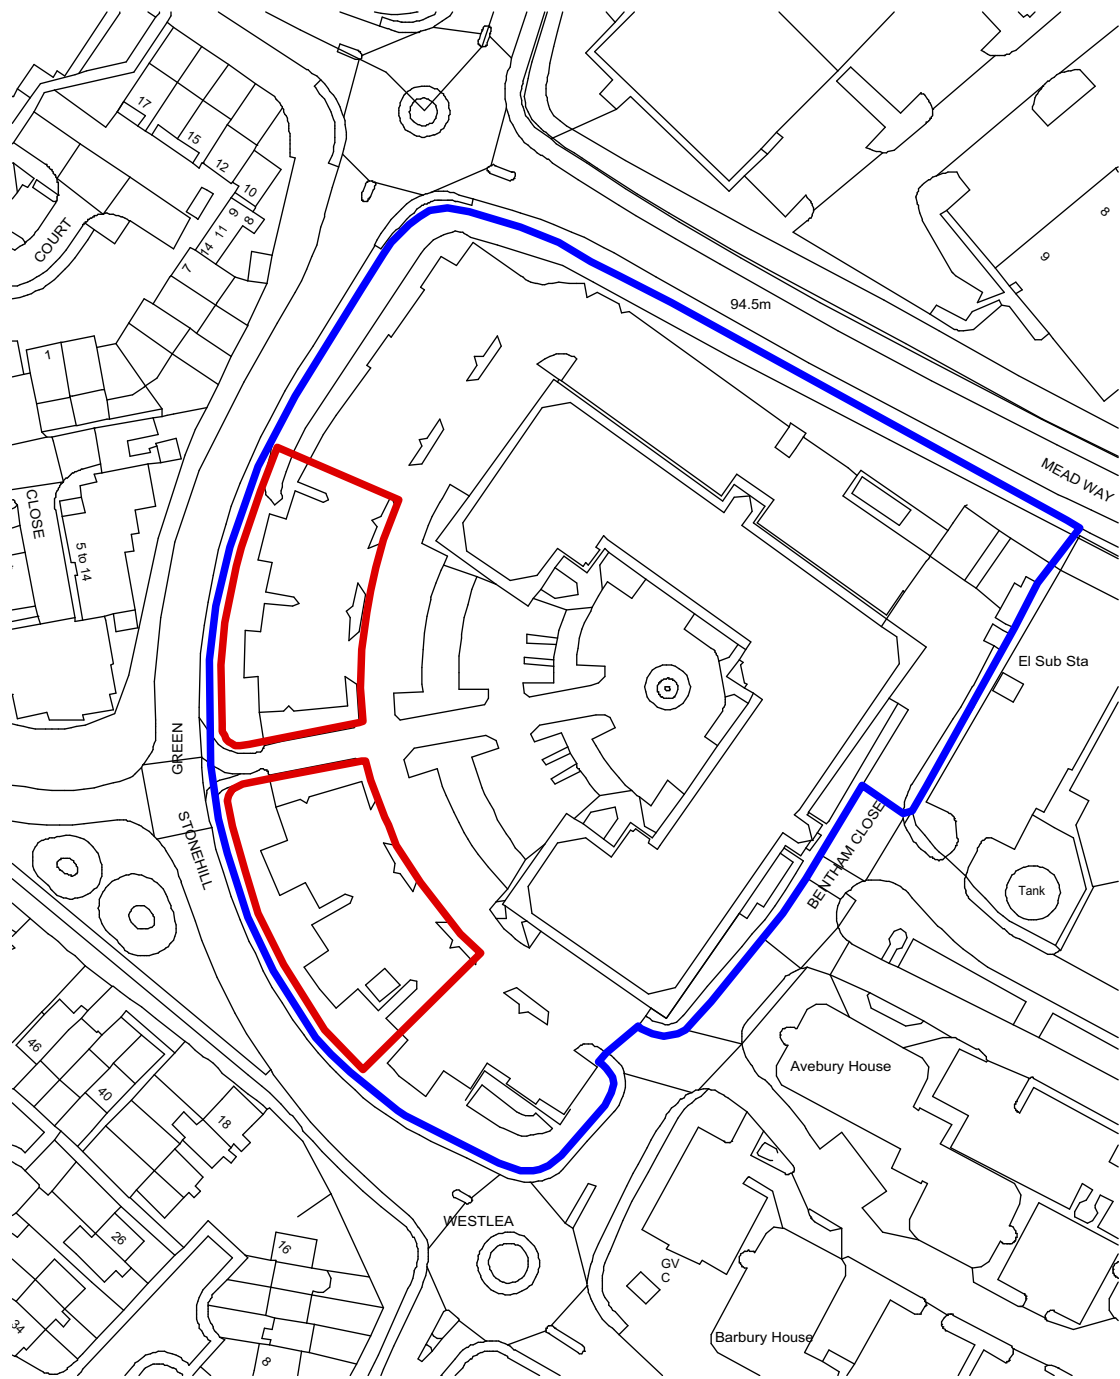 17
15
12
10
9
8
11
14
7
COURT
8
9
94.5m
1
MEAD WAY
CLOSE
5 to 14
El Sub Sta
GREEN
STONEHILL
BENTHAM CLOSE
Tank
46
40
18
Avebury House
26
WESTLEA
16
GV
C
34
8
Barbury House